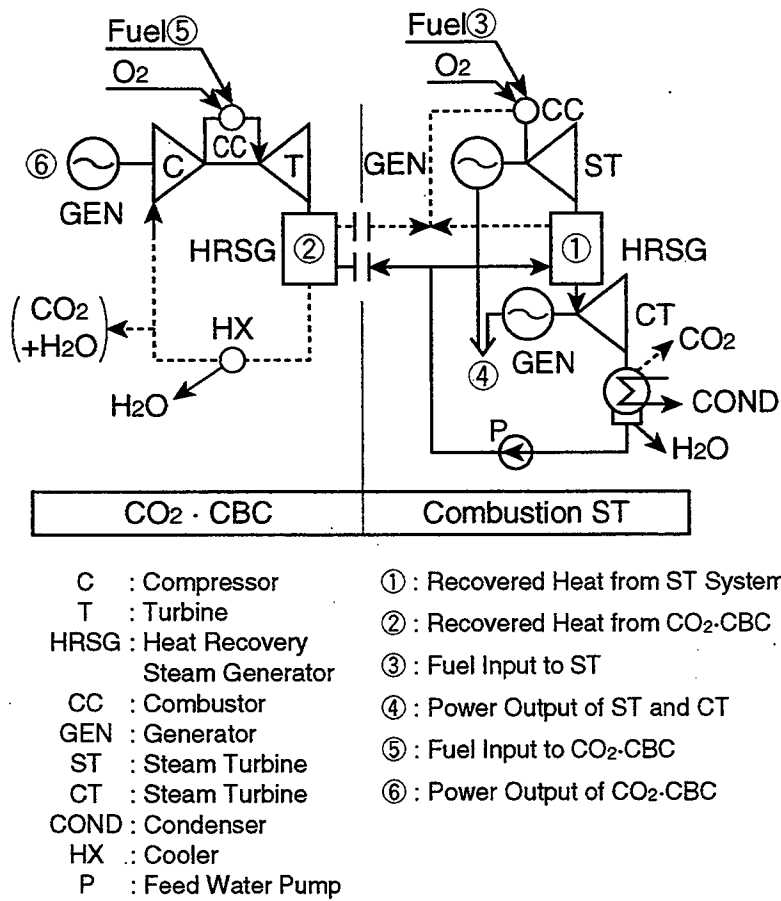 Fuel⑤
O2
CC
⑥
GEN
C
T
HRSG
②
(CO2
+H2O)
HX
H2O
Fuel③
O2
CC
GEN
ST
①
HRSG
CT
GEN
④
CO2
COND
P
H2O
CO2 · CBC
Combustion ST
C : Compressor
T : Turbine
HRSG : Heat Recovery
Steam Generator
CC : Combustor
GEN : Generator
ST : Steam Turbine
CT : Steam Turbine
COND : Condenser
HX : Cooler
P : Feed Water Pump
① : Recovered Heat from ST System
② : Recovered Heat from CO2·CBC
③ : Fuel Input to ST
④ : Power Output of ST and CT
⑤ : Fuel Input to CO2·CBC
⑥ : Power Output of CO2·CBC